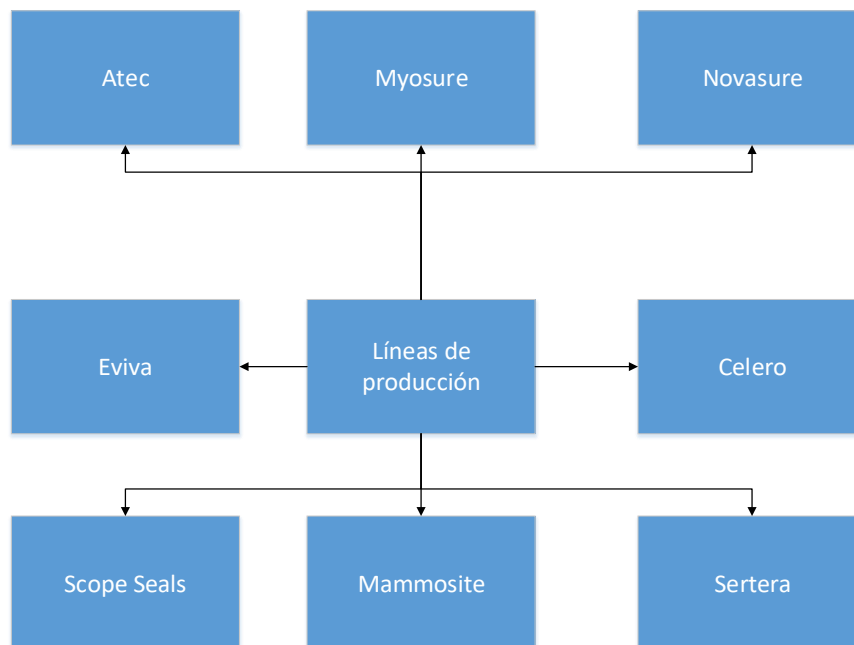 Atec
Myosure
Novasure
Eviva
Líneas de
producción
Celero
Scope Seals
Mammosite
Sertera